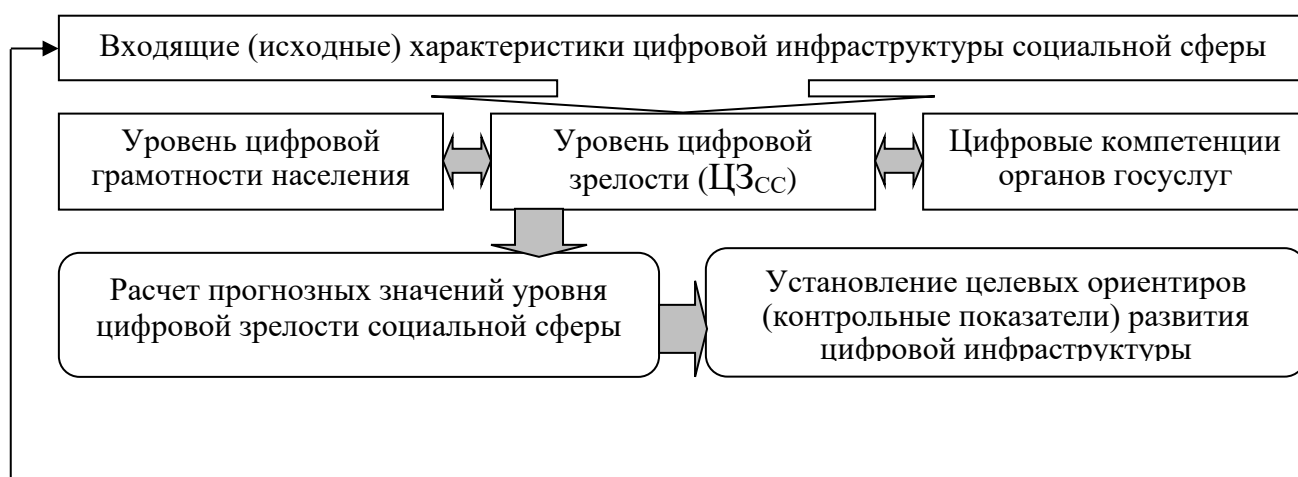 Входящие (исходные) характеристики цифровой инфраструктуры социальной сферы
Уровень цифровой
грамотности населения
Уровень цифровой
зрелости (ЦЗСС)
Цифровые компетенции
органов госуслуг
Расчет прогнозных значений уровня
цифровой зрелости социальной сферы
Установление целевых ориентиров
(контрольные показатели) развития
цифровой инфраструктуры